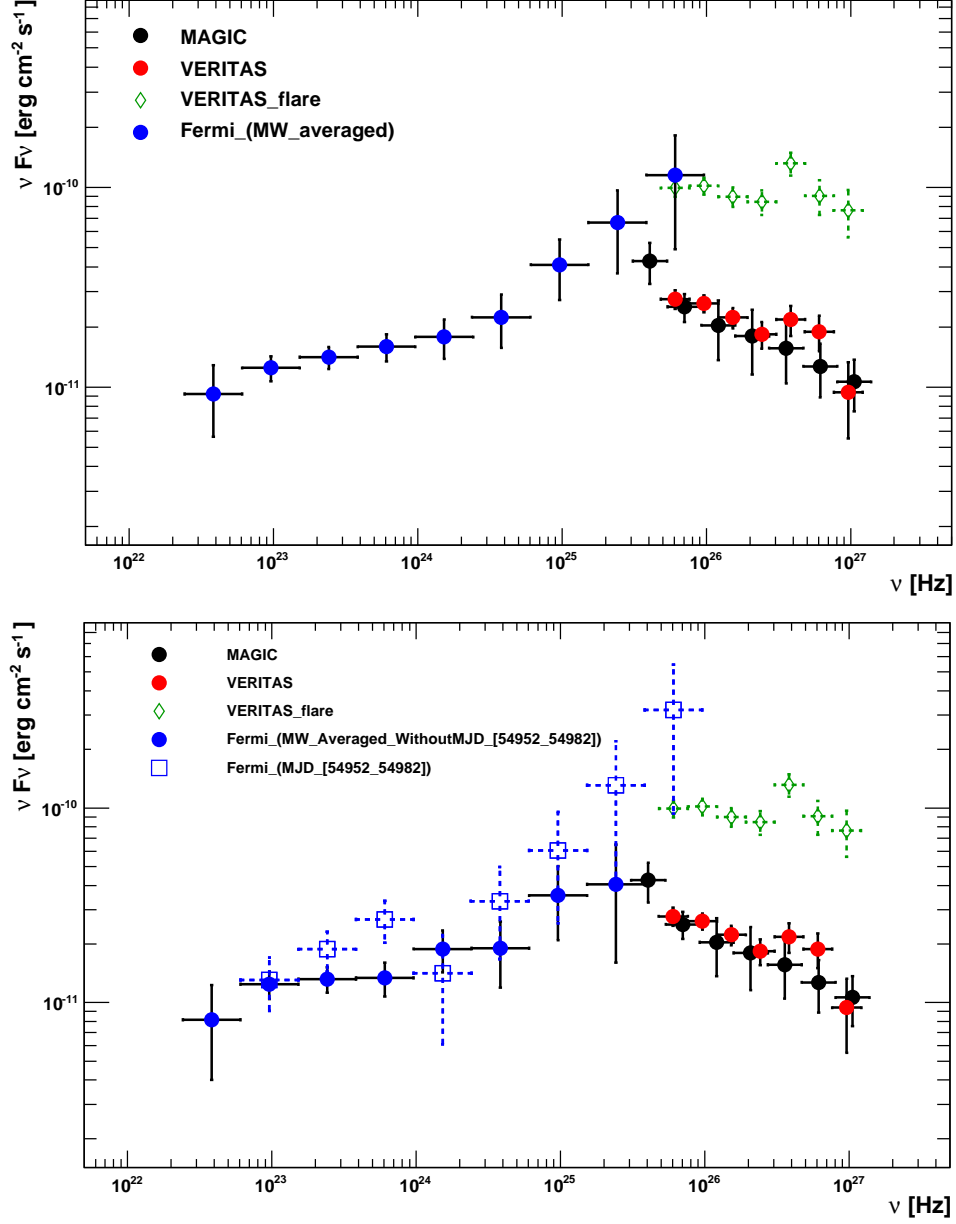 ν Fν [erg cm⁻² s⁻¹]
MAGIC
VERITAS
VERITAS_flare
Fermi_(MW_averaged)
10⁻¹⁰
10⁻¹¹
10²² 10²³ 10²⁴ 10²⁵ 10²⁶ 10²⁷
ν [Hz]
ν Fν [erg cm⁻² s⁻¹]
MAGIC
VERITAS
VERITAS_flare
Fermi_(MW_Averaged_WithoutMJD_[54952_54982])
Fermi_(MJD_[54952_54982])
10⁻¹⁰
10⁻¹¹
10²² 10²³ 10²⁴ 10²⁵ 10²⁶ 10²⁷
ν [Hz]